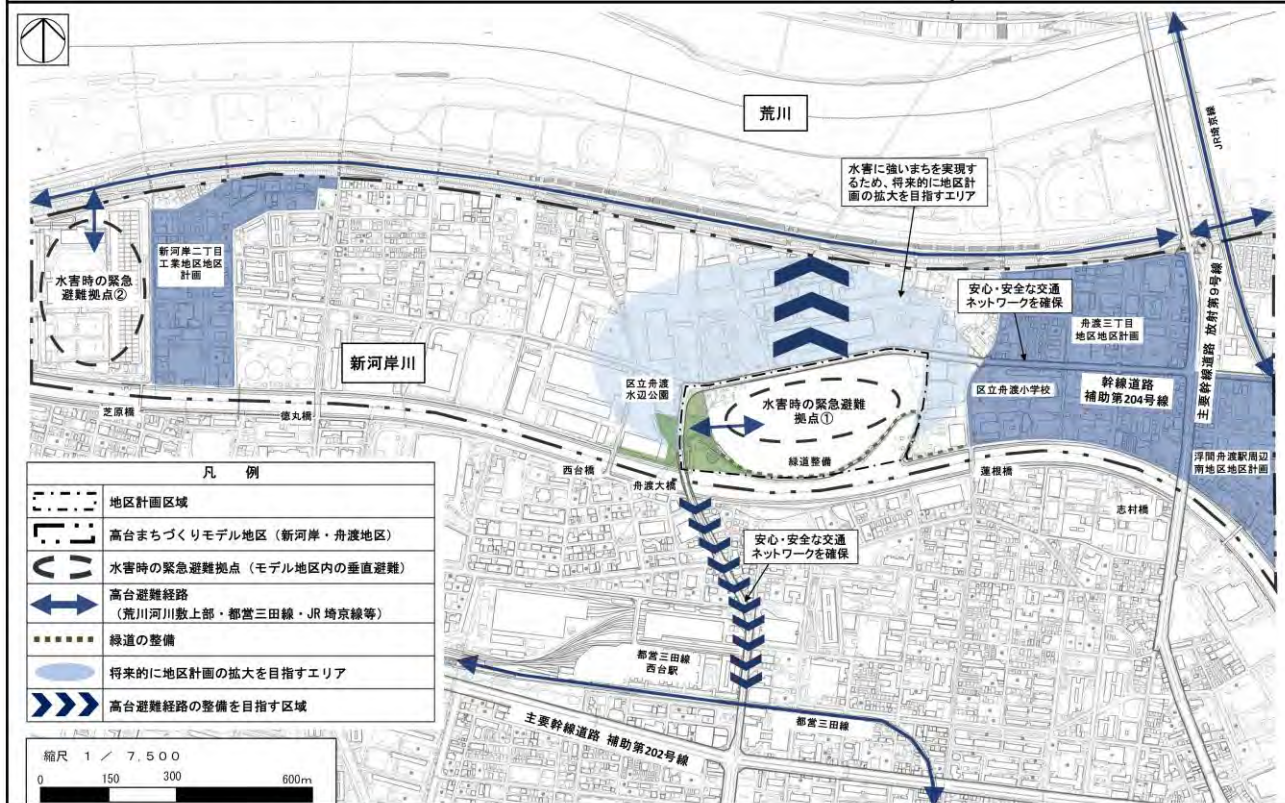 荒川
JR埼京線
水害に強いまちを実現す
るため、将来的に地区計
画の拡大を目指すエリア
新河岸二丁目
工業地区地区
計画
水害時の緊急
避難拠点②
安心・安全な交通
ネットワークを確保
舟渡三丁目
地区地区計画
主要幹線道路 放射第9号線
新河岸川
区立舟渡
水辺公園
水害時の緊急避難
拠点①
区立舟渡小学校
幹線道路
補助第204号線
芝原橋
徳丸橋
西台橋
緑道整備
舟渡大橋
蓮根橋
浮間舟渡駅周辺
南地区地区計画
志村橋
安心・安全な交通
ネットワークを確保
都営三田線
西台駅
都営三田線
主要幹線道路 補助第202号線
凡 例
地区計画区域
高台まちづくりモデル地区（新河岸・舟渡地区）
水害時の緊急避難拠点（モデル地区内の垂直避難）
高台避難経路
（荒川河川敷上部・都営三田線・JR 埼京線等）
緑道の整備
将来的に地区計画の拡大を目指すエリア
高台避難経路の整備を目指す区域
縮尺 1 ／ 7,500
0 150 300 600m